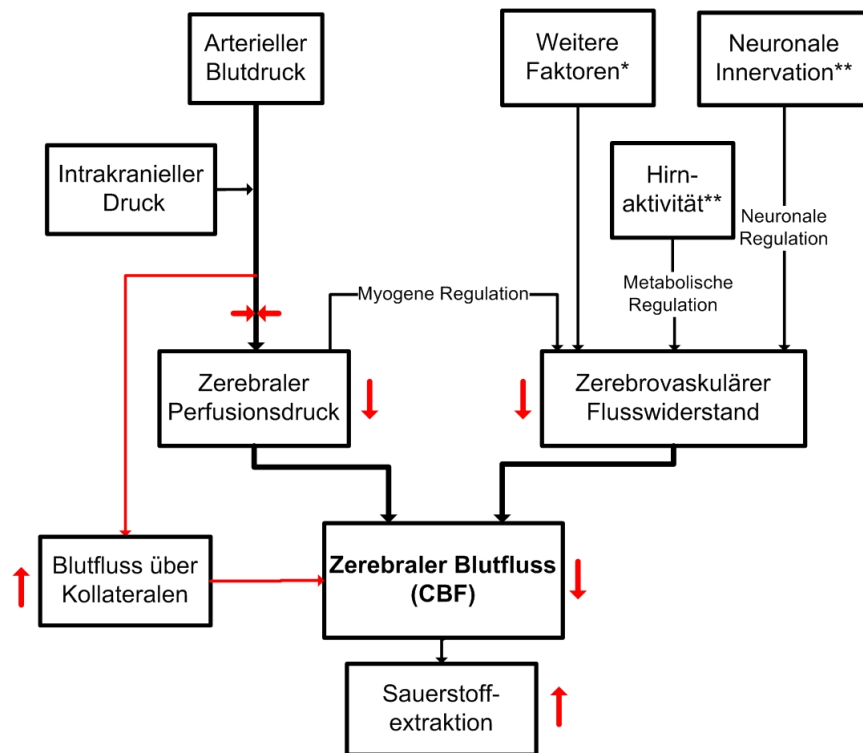 Arterieller
Blutdruck
Weitere
Faktoren*
Neuronale
Innervation**
Intrakranieller
Druck
Hirn-
aktivität**
Neuronale
Regulation
Metabolische
Regulation
Myogene Regulation
Zerebraler
Perfusionsdruck
Zerebrovaskulärer
Flusswiderstand
Blutfluss über
Kollateralen
Zerebraler Blutfluss
(CBF)
Sauerstoff-
extraktion